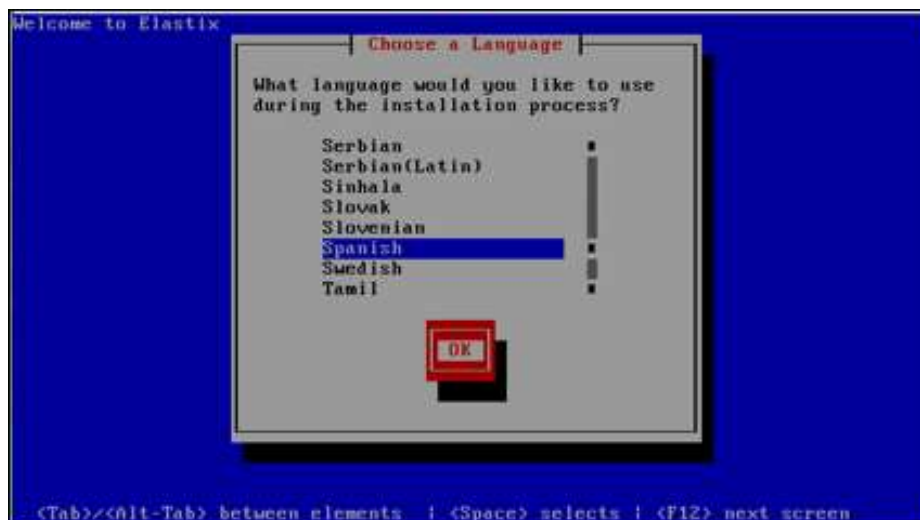 Welcome to Elastix
Choose a Language
What language would you like to use
during the installation process?
Serbian
Serbian(Latin)
Sinhala
Slovak
Slovenian
Spanish
Swedish
Tamil
OK
<Tab>/<Alt-Tab> between elements | <Space> selects | <F12> next screen